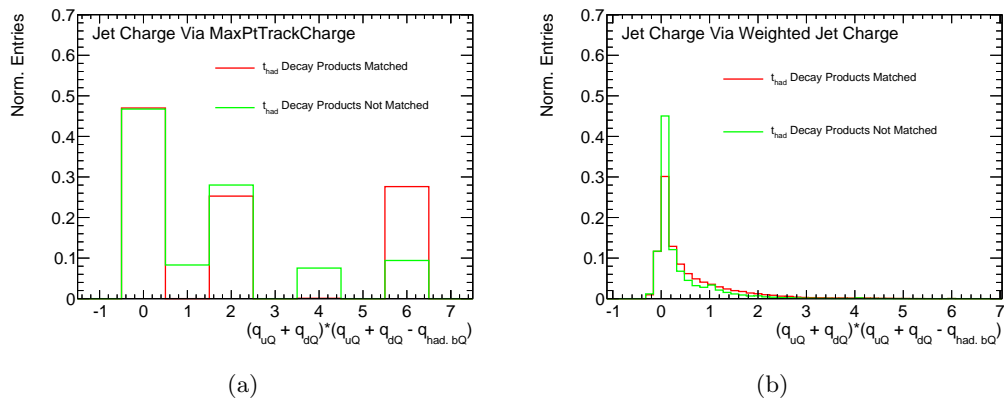 Jet Charge Via MaxPtTrackCharge
t_had Decay Products Matched
t_had Decay Products Not Matched
Norm. Entries
0.7
0.6
0.5
0.4
0.3
0.2
0.1
0
-1 0 1 2 3 4 5 6 7
(q_uQ + q_dQ)*(q_uQ + q_dQ - q_had. bQ)
(a)
Jet Charge Via Weighted Jet Charge
t_had Decay Products Matched
t_had Decay Products Not Matched
Norm. Entries
0.7
0.6
0.5
0.4
0.3
0.2
0.1
0
-1 0 1 2 3 4 5 6 7
(q_uQ + q_dQ)*(q_uQ + q_dQ - q_had. bQ)
(b)